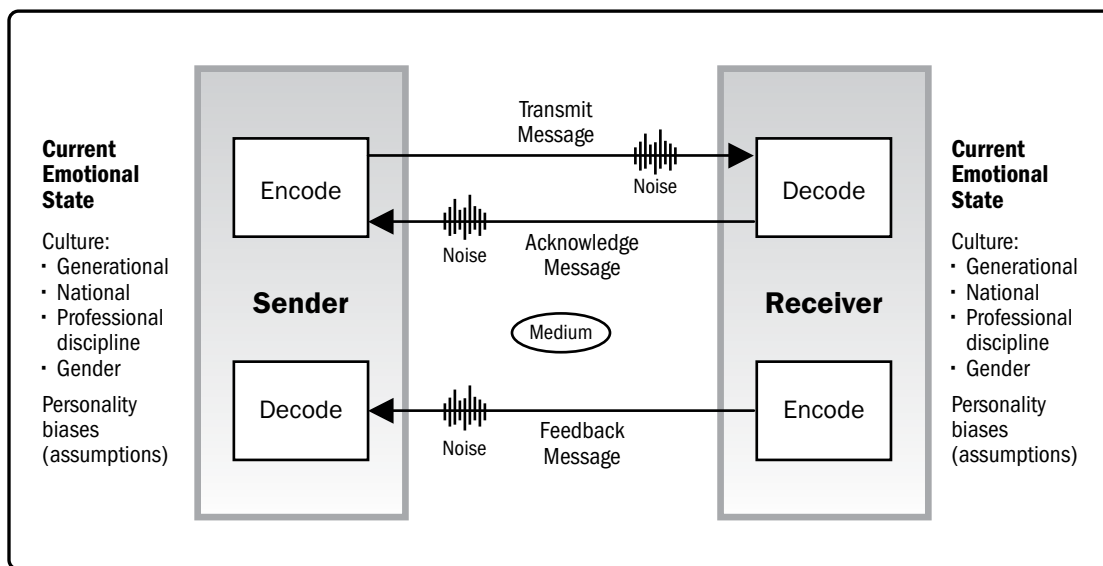 Current
Emotional
State
Culture:
· Generational
· National
· Professional
discipline
· Gender
Personality
biases
(assumptions)
Encode
Sender
Decode
Transmit
Message
Noise
Noise
Acknowledge
Message
Medium
Noise
Feedback
Message
Decode
Receiver
Encode
Current
Emotional
State
Culture:
· Generational
· National
· Professional
discipline
· Gender
Personality
biases
(assumptions)